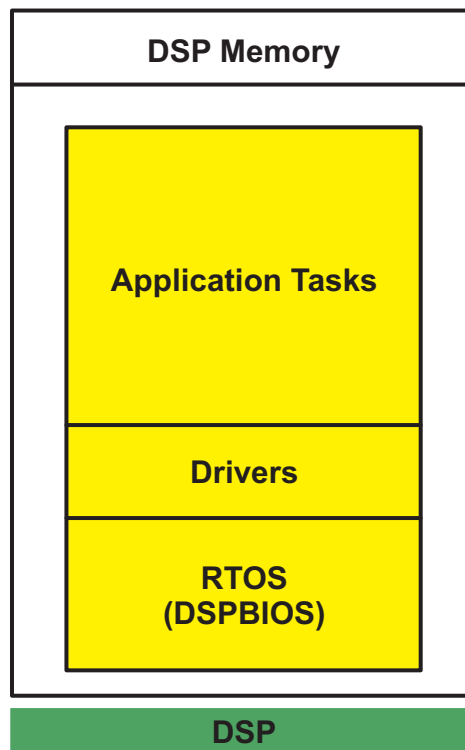 DSP Memory
Application Tasks
Drivers
RTOS
(DSPBIOS)
DSP